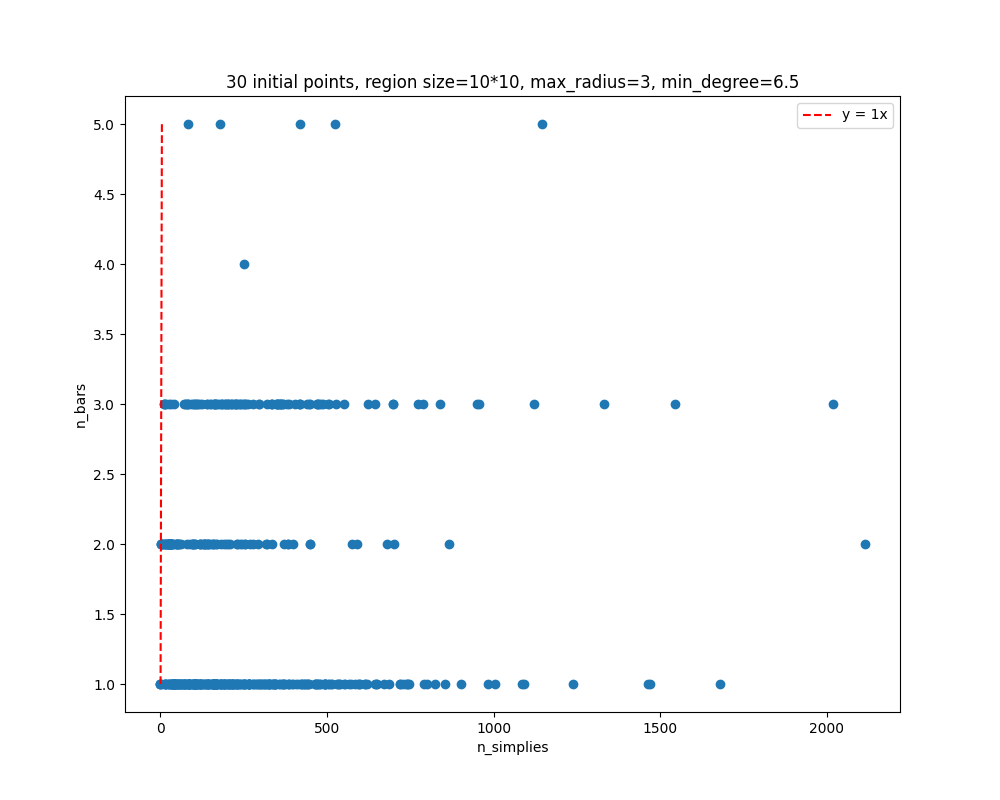 30 initial points, region size=10*10, max_radius=3, min_degree=6.5
y = 1x
n_bars
5.0
4.5
4.0
3.5
3.0
2.5
2.0
1.5
1.0
0 500 1000 1500 2000
n_simplies